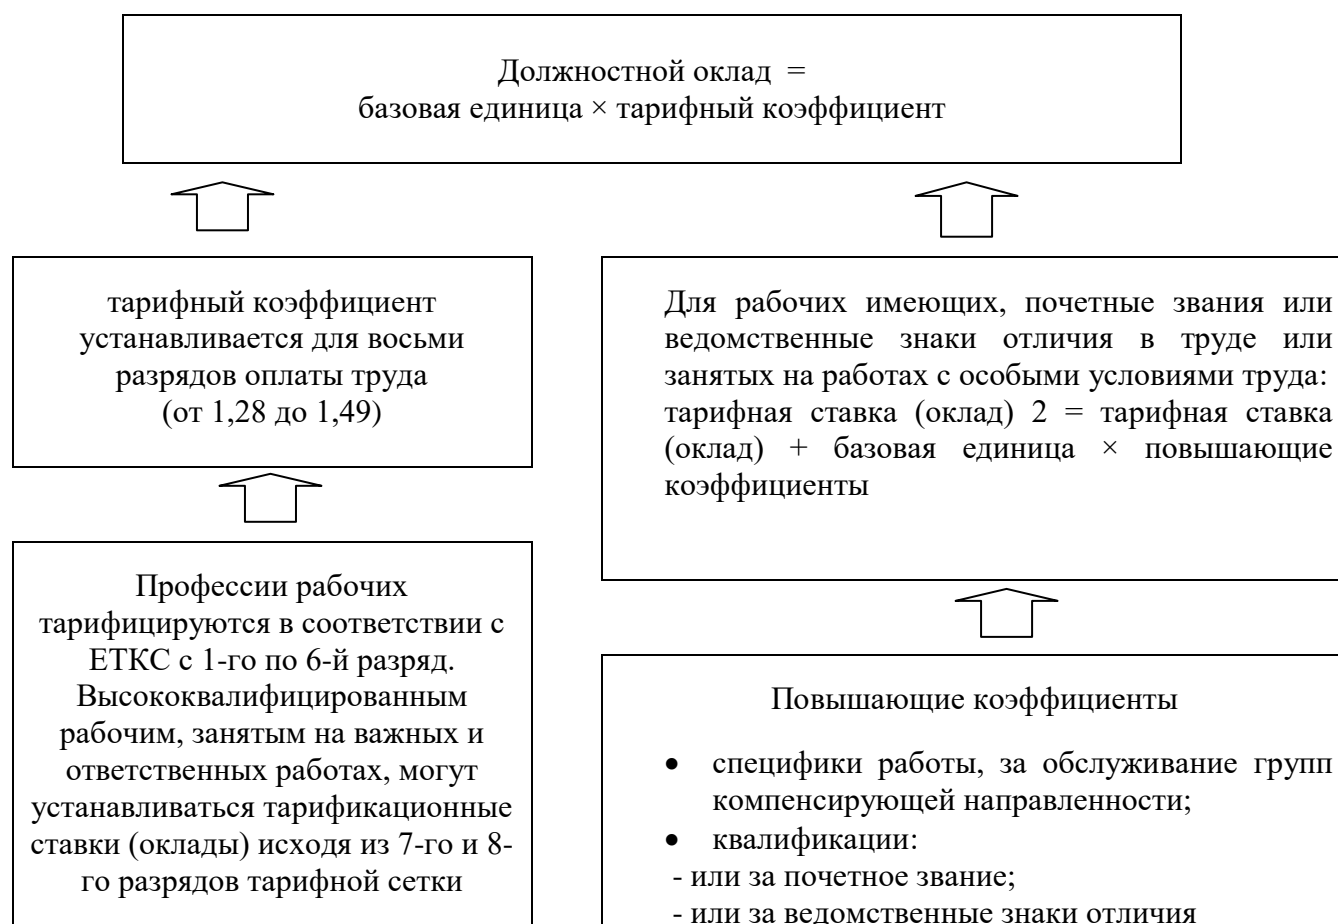 Должностной оклад =
базовая единица × тарифный коэффициент
тарифный коэффициент
устанавливается для восьми
разрядов оплаты труда
(от 1,28 до 1,49)
Профессии рабочих
тарифицируются в соответствии с
ЕТКС с 1-го по 6-й разряд.
Высококвалифицированным
рабочим, занятым на важных и
ответственных работах, могут
устанавливаться тарификационные
ставки (оклады) исходя из 7-го и 8-
го разрядов тарифной сетки
Для рабочих имеющих, почетные звания или
ведомственные знаки отличия в труде или
занятых на работах с особыми условиями труда:
тарифная ставка (оклад) 2 = тарифная ставка
(оклад) + базовая единица × повышающие
коэффициенты
Повышающие коэффициенты
• специфики работы, за обслуживание групп
компенсирующей направленности;
• квалификации:
- или за почетное звание;
- или за ведомственные знаки отличия